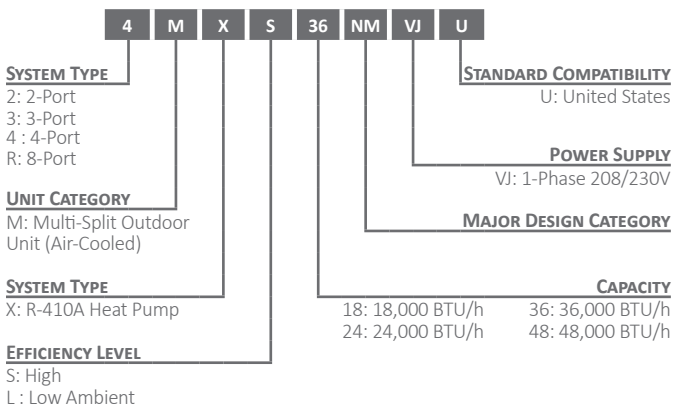 4 M X S 36 NM VJ U
SYSTEM TYPE
2: 2-Port
3: 3-Port
4 : 4-Port
R: 8-Port
UNIT CATEGORY
M: Multi-Split Outdoor
Unit (Air-Cooled)
SYSTEM TYPE
X: R-410A Heat Pump
EFFICIENCY LEVEL
S: High
L : Low Ambient
STANDARD COMPATIBILITY
U: United States
POWER SUPPLY
VJ: 1-Phase 208/230V
MAJOR DESIGN CATEGORY
CAPACITY
18: 18,000 BTU/h 36: 36,000 BTU/h
24: 24,000 BTU/h 48: 48,000 BTU/h